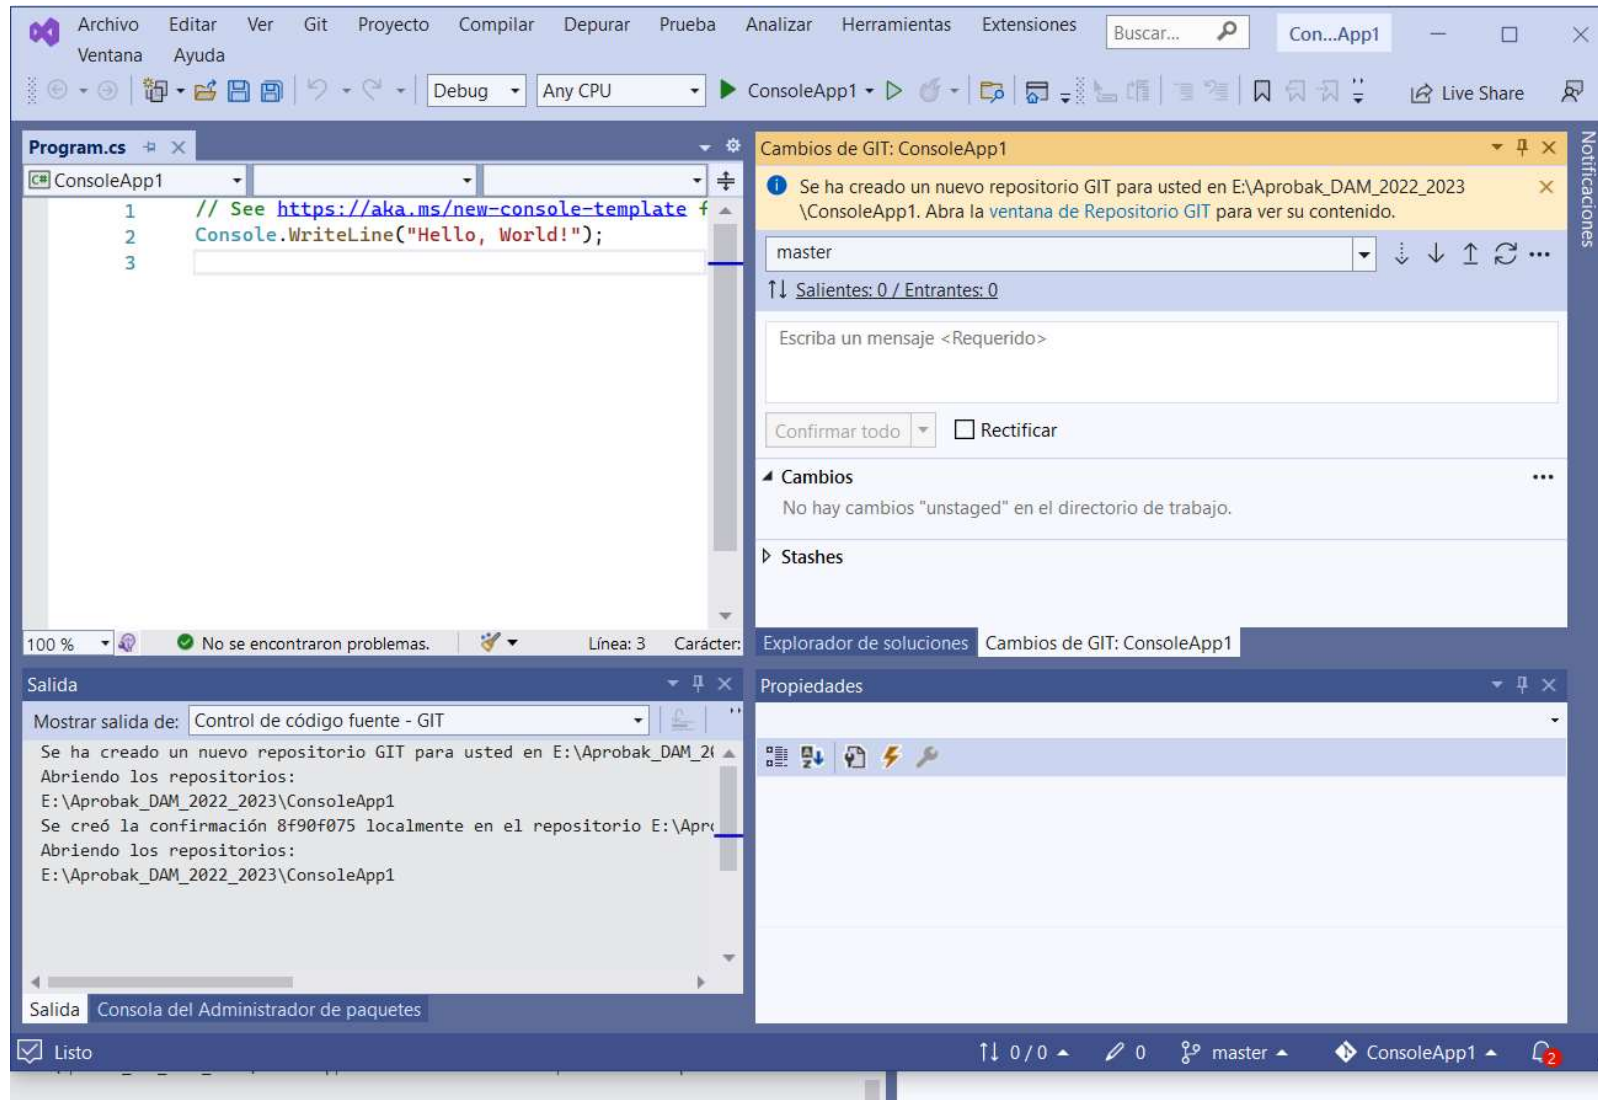 Archivo Editar Ver Git Proyecto Compilar Depurar Prueba Analizar Herramientas Extensiones Buscar... Con...App1
Ventana Ayuda
Debug Any CPU ConsoleApp1 Live Share
Program.cs
C# ConsoleApp1
1 // See https://aka.ms/new-console-template f
2 Console.WriteLine("Hello, World!");
3
100 % No se encontraron problemas. Línea: 3 Carácter:
Cambios de GIT: ConsoleApp1
Se ha creado un nuevo repositorio GIT para usted en E:\Aprobak_DAM_2022_2023
\ConsoleApp1. Abra la ventana de Repositorio GIT para ver su contenido.
master
Salientes: 0 / Entrantes: 0
Escriba un mensaje <Requerido>
Confirmar todo Rectificar
Cambios
No hay cambios "unstaged" en el directorio de trabajo.
Stashes
Explorador de soluciones Cambios de GIT: ConsoleApp1
Notificaciones
Salida
Mostrar salida de: Control de código fuente - GIT
Se ha creado un nuevo repositorio GIT para usted en E:\Aprobak_DAM_2
Abriendo los repositorios:
E:\Aprobak_DAM_2022_2023\ConsoleApp1
Se creó la confirmación 8f90f075 localmente en el repositorio E:\Apr
Abriendo los repositorios:
E:\Aprobak_DAM_2022_2023\ConsoleApp1
Salida Consola del Administrador de paquetes
Propiedades
Listo 0 / 0 0 master ConsoleApp1 2